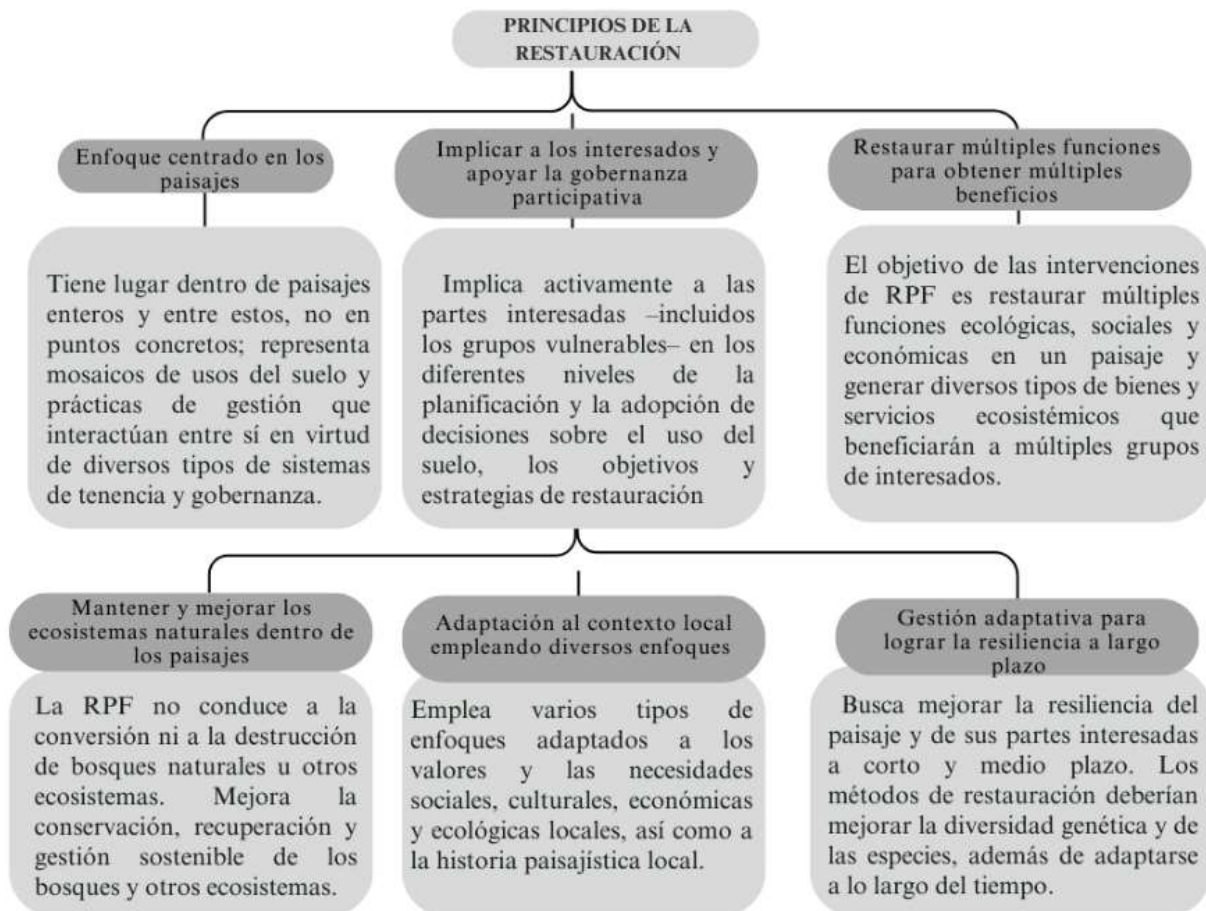 PRINCIPIOS DE LA
RESTAURACIÓN
Enfoque centrado en los
paisajes
Tiene lugar dentro de paisajes
enteros y entre estos, no en
puntos concretos; representa
mosaicos de usos del suelo y
prácticas de gestión que
interactúan entre sí en virtud
de diversos tipos de sistemas
de tenencia y gobernanza.
Implicar a los interesados y
apoyar la gobernanza
participativa
Implica activamente a las
partes interesadas –incluidos
los grupos vulnerables– en los
diferentes niveles de la
planificación y la adopción de
decisiones sobre el uso del
suelo, los objetivos y
estrategias de restauración
Restaurar múltiples funciones
para obtener múltiples
beneficios
El objetivo de las intervenciones
de RPF es restaurar múltiples
funciones ecológicas, sociales y
económicas en un paisaje y
generar diversos tipos de bienes y
servicios ecosistémicos que
beneficiarán a múltiples grupos
de interesados.
Mantener y mejorar los
ecosistemas naturales dentro de
los paisajes
La RPF no conduce a la
conversión ni a la destrucción
de bosques naturales u otros
ecosistemas. Mejora la
conservación, recuperación y
gestión sostenible de los
bosques y otros ecosistemas.
Adaptación al contexto local
empleando diversos enfoques
Emplea varios tipos de
enfoques adaptados a los
valores y las necesidades
sociales, culturales, económicas
y ecológicas locales, así como a
la historia paisajística local.
Gestión adaptativa para
lograr la resiliencia a largo
plazo
Busca mejorar la resiliencia del
paisaje y de sus partes interesadas
a corto y medio plazo. Los
métodos de restauración deberían
mejorar la diversidad genética y de
las especies, además de adaptarse
a lo largo del tiempo.